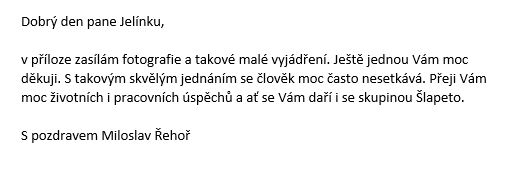 Dobrý den pane Jelínku,
v příloze zasílám fotografie a takové malé vyjádření. Ještě jednou Vám moc
děkuji. S takovým skvělým jednáním se člověk moc často nesetkává. Přeji Vám
moc životních i pracovních úspěchů a ať se Vám daří i se skupinou Šlapeto.
S pozdravem Miloslav Řehoř